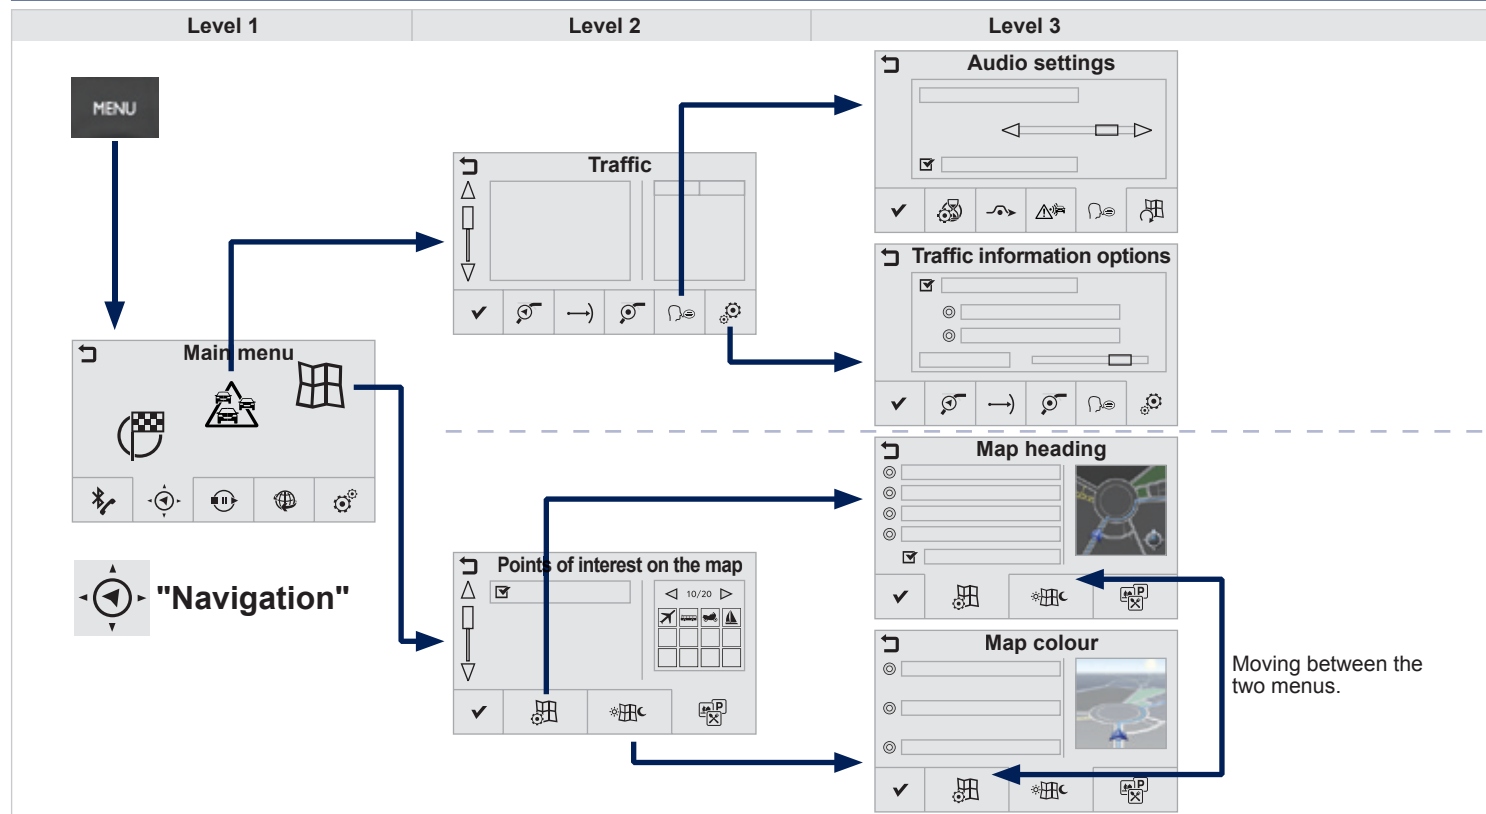 Level 1
Level 2
Level 3
MENU
Audio settings
Traffic
Traffic information options
Main menu
Map heading
"Navigation"
Points of interest on the map
10/20
P
P
Map colour
Moving between the
two menus.
P